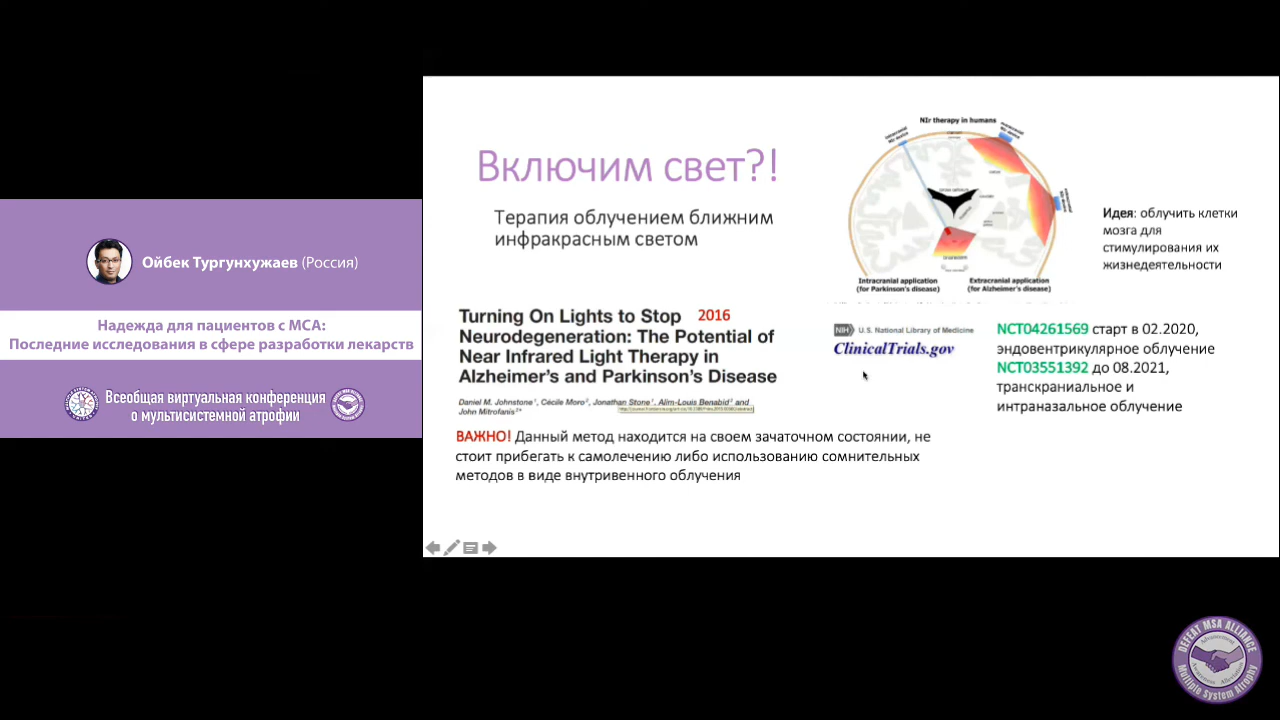 Ойбек Тургунхужаев (Россия)
Надежда для пациентов с МСА:
Последние исследования в сфере разработки лекарств
Всеобщая виртуальная конференция
о мультисистемной атрофии
Включим свет?!
Терапия облучением ближним
инфракрасным светом
NIr therapy in humans
Intracranial application
(for Parkinson's disease)
Extracranial application
(for Alzheimer's disease)
Идея: облучить клетки
мозга для
стимулирования их
жизнедеятельности
Turning On Lights to Stop 2016
Neurodegeneration: The Potential of
Near Infrared Light Therapy in
Alzheimer's and Parkinson's Disease
Daniel M. Johnstone 1, Cécile Moro 2, Jonathan Stone 1, Alim-Louis Benabid 2 and
John Mitrofanis 2*
NIH U.S. National Library of Medicine
ClinicalTrials.gov
NCT04261569 старт в 02.2020,
эндовентрикулярное облучение
NCT03551392 до 08.2021,
транскраниальное и
интраназальное облучение
ВАЖНО! Данный метод находится на своем зачаточном состоянии, не
стоит прибегать к самолечению либо использованию сомнительных
методов в виде внутривенного облучения
DEFEAT MSA ALLIANCE
Multiple System Atrophy